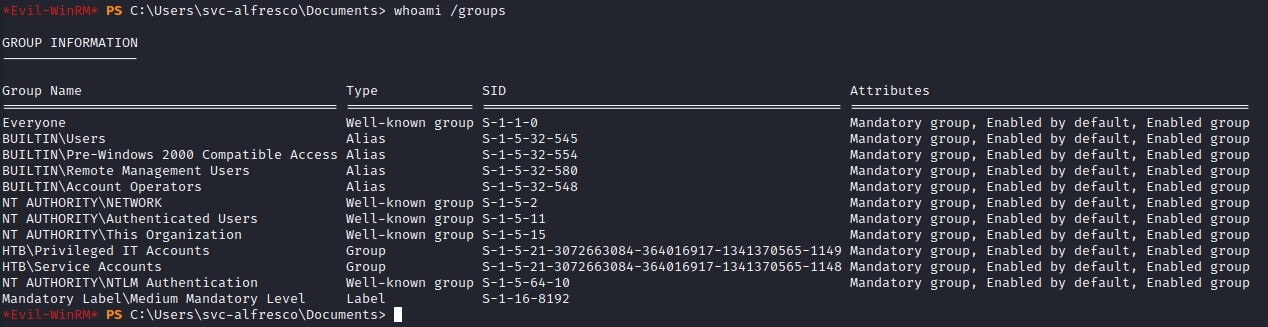 *Evil-WinRM* PS C:\Users\svc-alfresco\Documents> whoami /groups
GROUP INFORMATION
Group Name Type SID Attributes
Everyone Well-known group S-1-1-0 Mandatory group, Enabled by default, Enabled group
BUILTIN\Users Alias S-1-5-32-545 Mandatory group, Enabled by default, Enabled group
BUILTIN\Pre-Windows 2000 Compatible Access Alias S-1-5-32-554 Mandatory group, Enabled by default, Enabled group
BUILTIN\Remote Management Users Alias S-1-5-32-580 Mandatory group, Enabled by default, Enabled group
BUILTIN\Account Operators Alias S-1-5-32-548 Mandatory group, Enabled by default, Enabled group
NT AUTHORITY\NETWORK Well-known group S-1-5-2 Mandatory group, Enabled by default, Enabled group
NT AUTHORITY\Authenticated Users Well-known group S-1-5-11 Mandatory group, Enabled by default, Enabled group
NT AUTHORITY\This Organization Well-known group S-1-5-15 Mandatory group, Enabled by default, Enabled group
HTB\Privileged IT Accounts Group S-1-5-21-3072663084-364016917-1341370565-1149 Mandatory group, Enabled by default, Enabled group
HTB\Service Accounts Group S-1-5-21-3072663084-364016917-1341370565-1148 Mandatory group, Enabled by default, Enabled group
NT AUTHORITY\NTLM Authentication Well-known group S-1-5-64-10 Mandatory group, Enabled by default, Enabled group
Mandatory Label\Medium Mandatory Level Label S-1-16-8192
*Evil-WinRM* PS C:\Users\svc-alfresco\Documents>